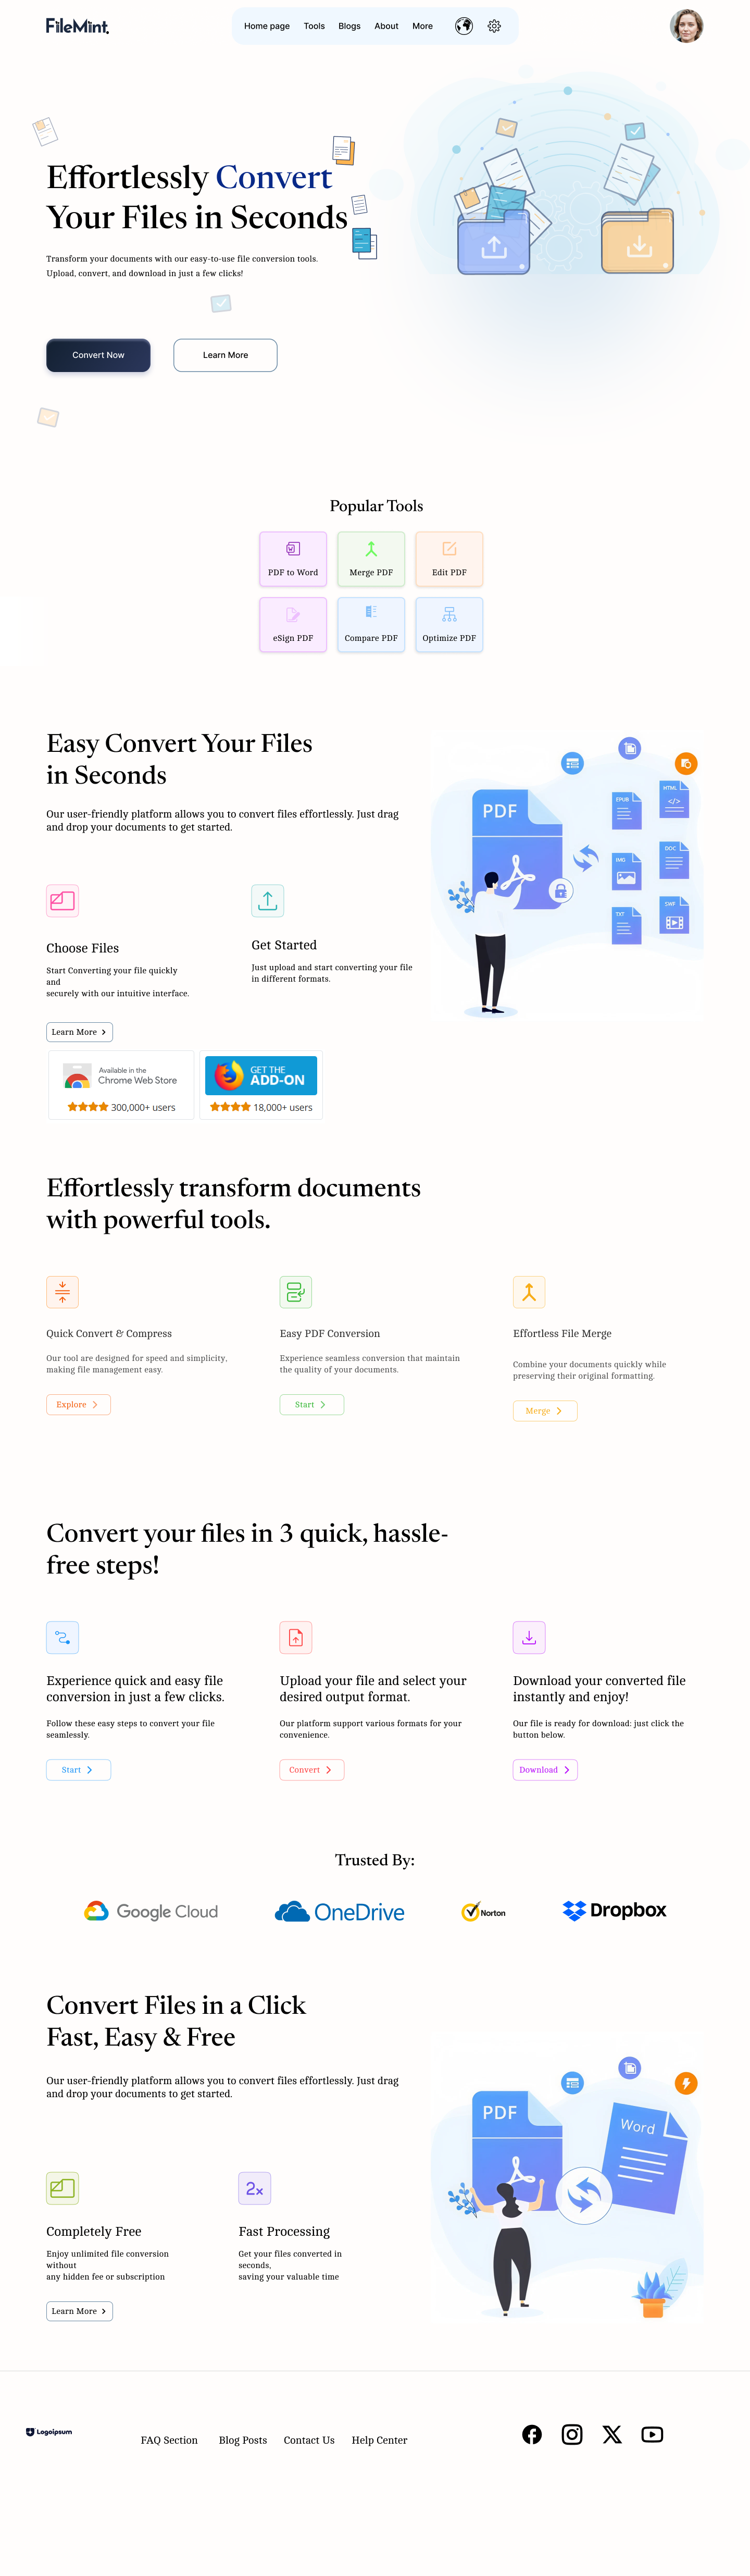 FileMint.
Home page Tools Blogs About More
Effortlessly Convert
Your Files in Seconds
Transform your documents with our easy-to-use file conversion tools.
Upload, convert, and download in just a few clicks!
Convert Now Learn More
Popular Tools
PDF to Word Merge PDF Edit PDF
eSign PDF Compare PDF Optimize PDF
Easy Convert Your Files
in Seconds
Our user-friendly platform allows you to convert files effortlessly. Just drag
and drop your documents to get started.
PDF
EPUB
HTML
</>
IMG
DOC
TXT
SWF
Choose Files
Start Converting your file quickly
and
securely with our intuitive interface.
Learn More
Get Started
Just upload and start converting your file
in different formats.
Available in the
Chrome Web Store
300,000+ users
GET THE
ADD-ON
18,000+ users
Effortlessly transform documents
with powerful tools.
Quick Convert & Compress
Our tool are designed for speed and simplicity,
making file management easy.
Explore
Easy PDF Conversion
Experience seamless conversion that maintain
the quality of your documents.
Start
Effortless File Merge
Combine your documents quickly while
preserving their original formatting.
Merge
Convert your files in 3 quick, hassle-
free steps!
Experience quick and easy file
conversion in just a few clicks.
Follow these easy steps to convert your file
seamlessly.
Start
Upload your file and select your
desired output format.
Our platform support various formats for your
convenience.
Convert
Download your converted file
instantly and enjoy!
Our file is ready for download: just click the
button below.
Download
Trusted By:
Google Cloud OneDrive Norton Dropbox
Convert Files in a Click
Fast, Easy & Free
Our user-friendly platform allows you to convert files effortlessly. Just drag
and drop your documents to get started.
PDF
Word
Completely Free
Enjoy unlimited file conversion
without
any hidden fee or subscription
Learn More
2x
Fast Processing
Get your files converted in
seconds,
saving your valuable time
Logoipsum
FAQ Section Blog Posts Contact Us Help Center